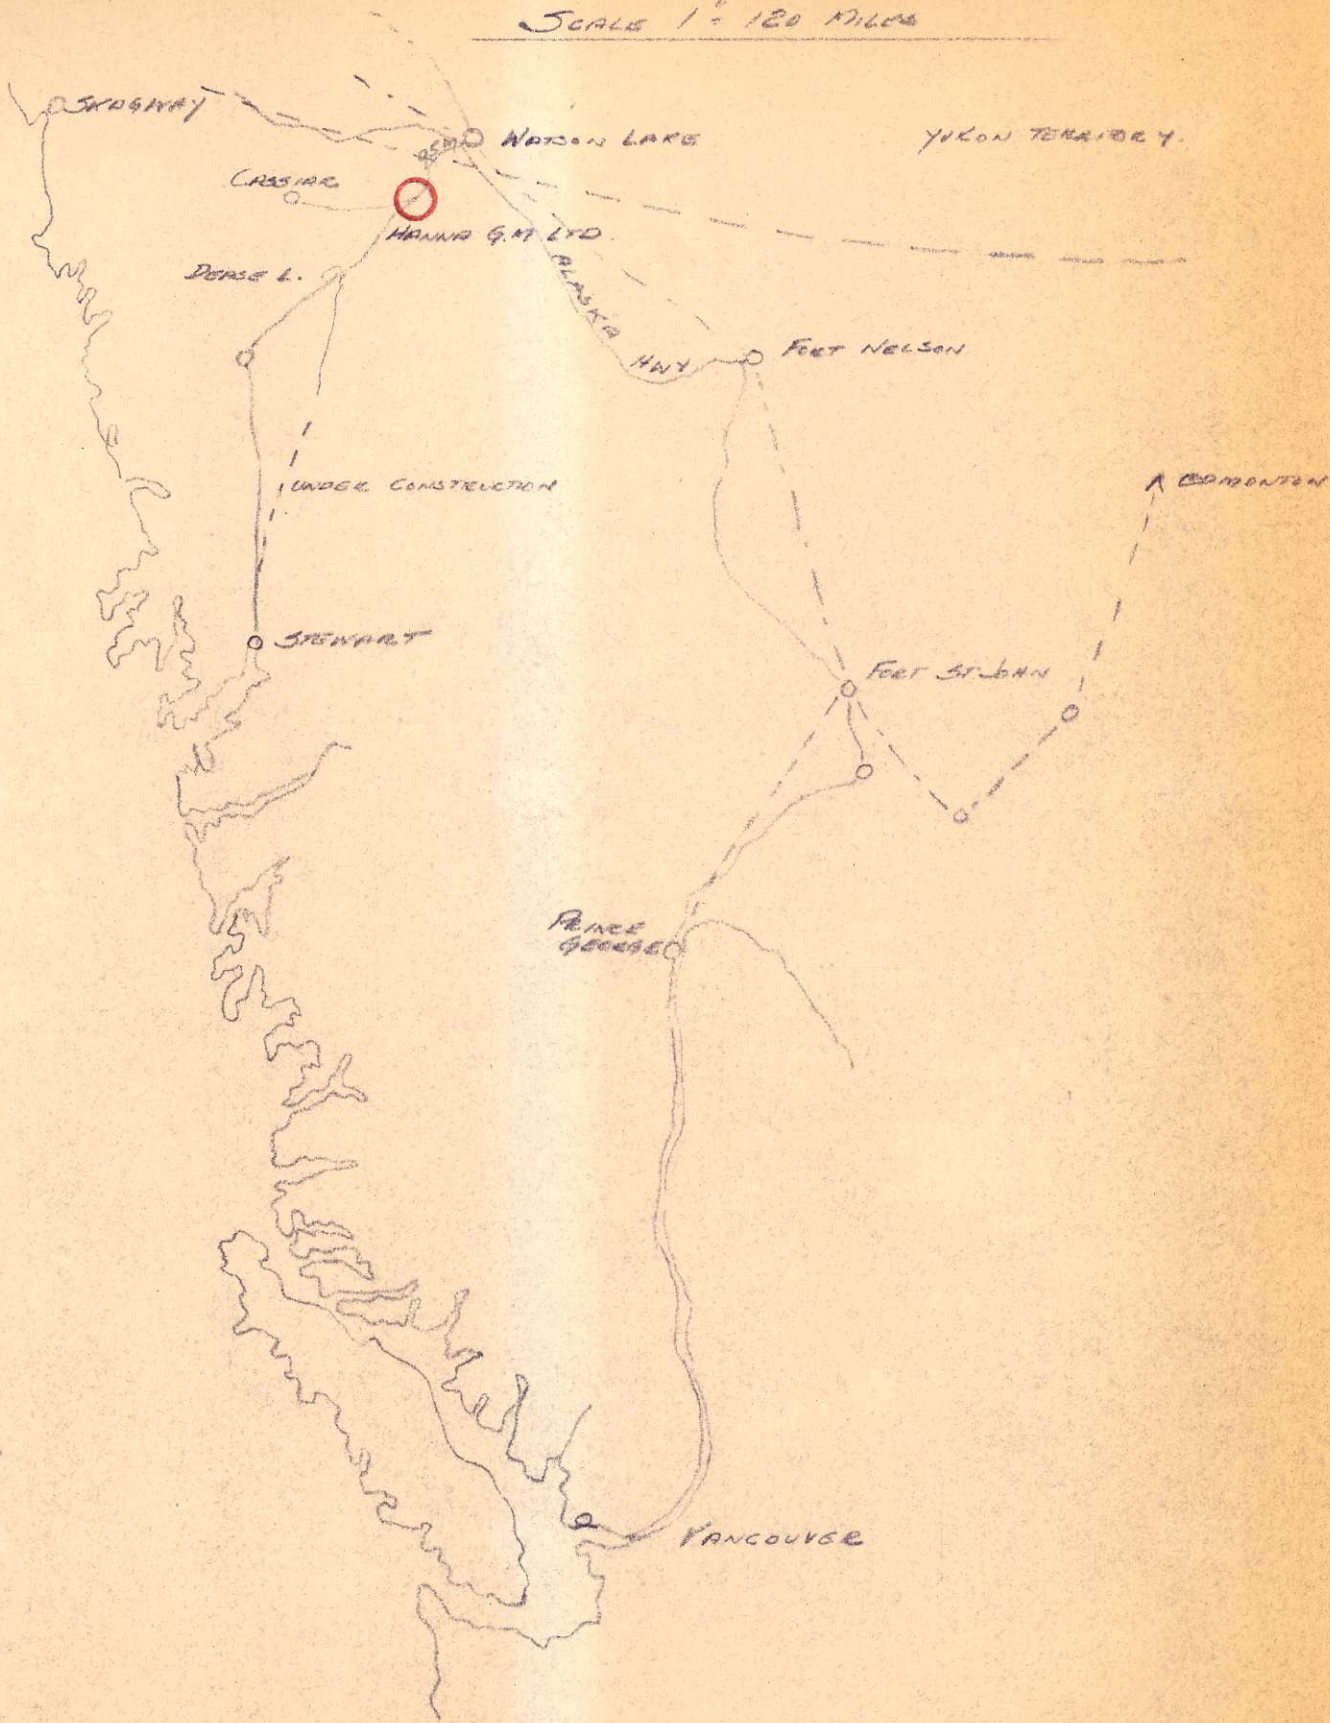 SCALE 1" = 120 MILES
SKAGWAY
WATSON LAKE
YUKON TERRITORY.
CASSIAR
HANNA G.M LTD.
DEASE L.
ALASKA
HWY
FORT NELSON
UNDER CONSTRUCTION
EDMONTON
STEWART
FORT ST JOHN
PRINCE
GEORGE
VANCOUVER